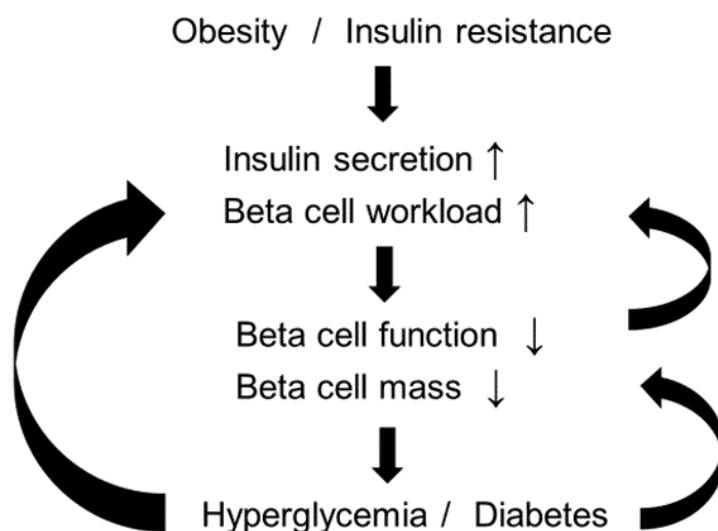 Obesity / Insulin resistance
Insulin secretion ↑
Beta cell workload ↑
Beta cell function ↓
Beta cell mass ↓
Hyperglycemia / Diabetes